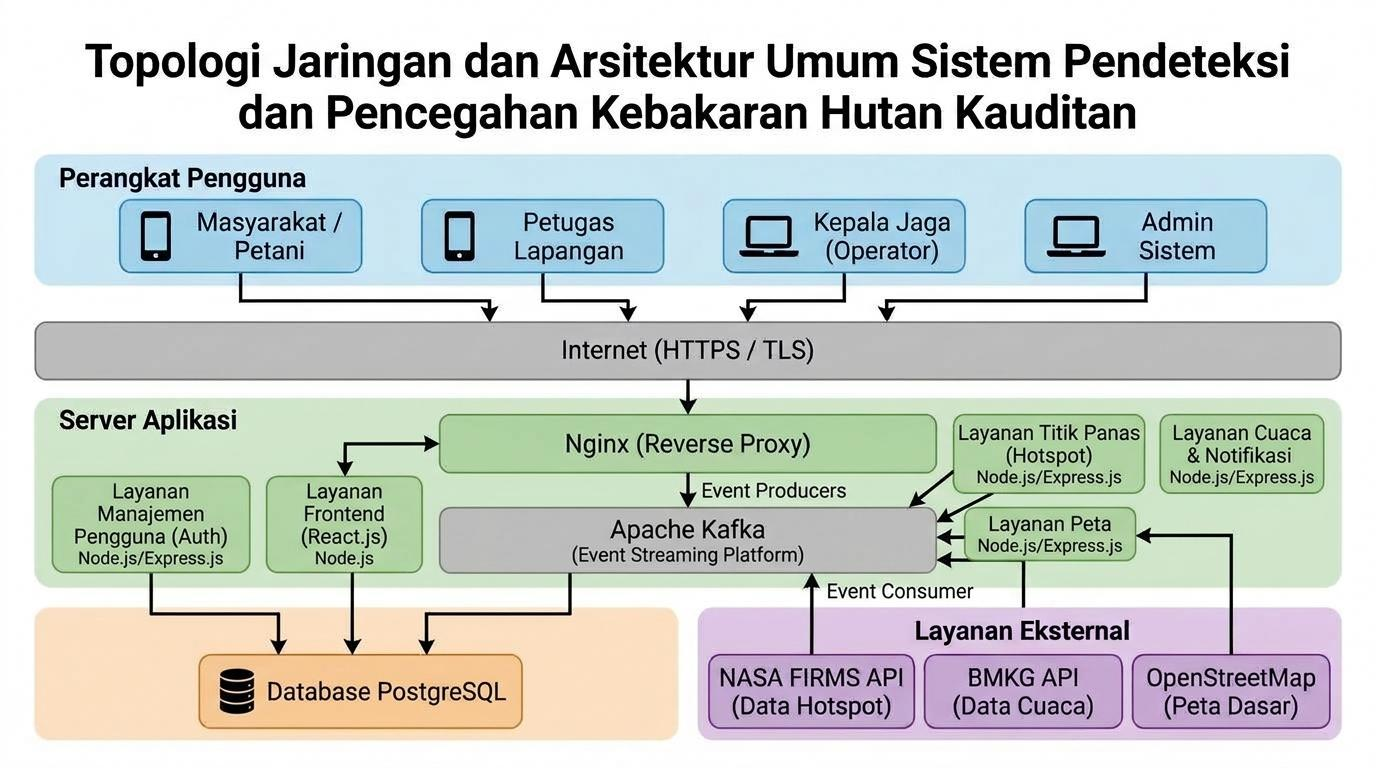 Topologi Jaringan dan Arsitektur Umum Sistem Pendeteksi
dan Pencegahan Kebakaran Hutan Kauditan
Perangkat Pengguna
Masyarakat /
Petani
Petugas
Lapangan
Kepala Jaga
(Operator)
Admin
Sistem
Internet (HTTPS / TLS)
Server Aplikasi
Nginx (Reverse Proxy)
Layanan Titik Panas
(Hotspot)
Node.js/Express.js
Layanan Cuaca
& Notifikasi
Node.js/Express.js
Layanan
Manajemen
Pengguna (Auth)
Node.js/Express.js
Layanan
Frontend
(React.js)
Node.js
Event Producers
Apache Kafka
(Event Streaming Platform)
Layanan Peta
Node.js/Express.js
Event Consumer
Database PostgreSQL
Layanan Eksternal
NASA FIRMS API
(Data Hotspot)
BMKG API
(Data Cuaca)
OpenStreetMap
(Peta Dasar)